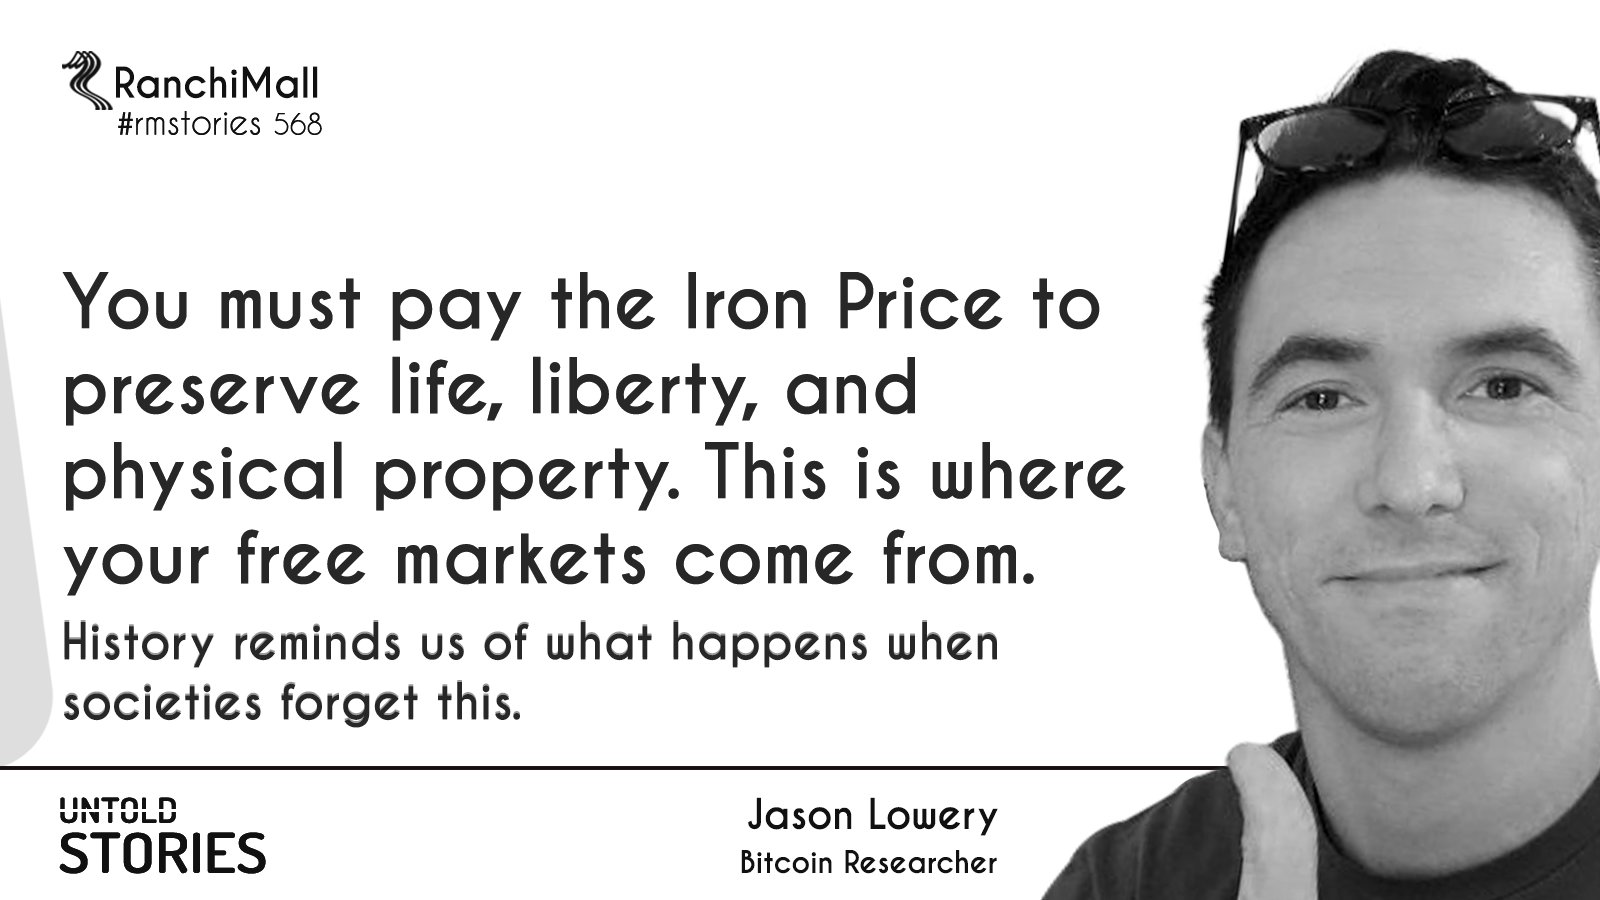 RanchiMall
#rmstories 568
You must pay the Iron Price to
preserve life, liberty, and
physical property. This is where
your free markets come from.
History reminds us of what happens when
societies forget this.
UNTOLD
STORIES
Jason Lowery
Bitcoin Researcher